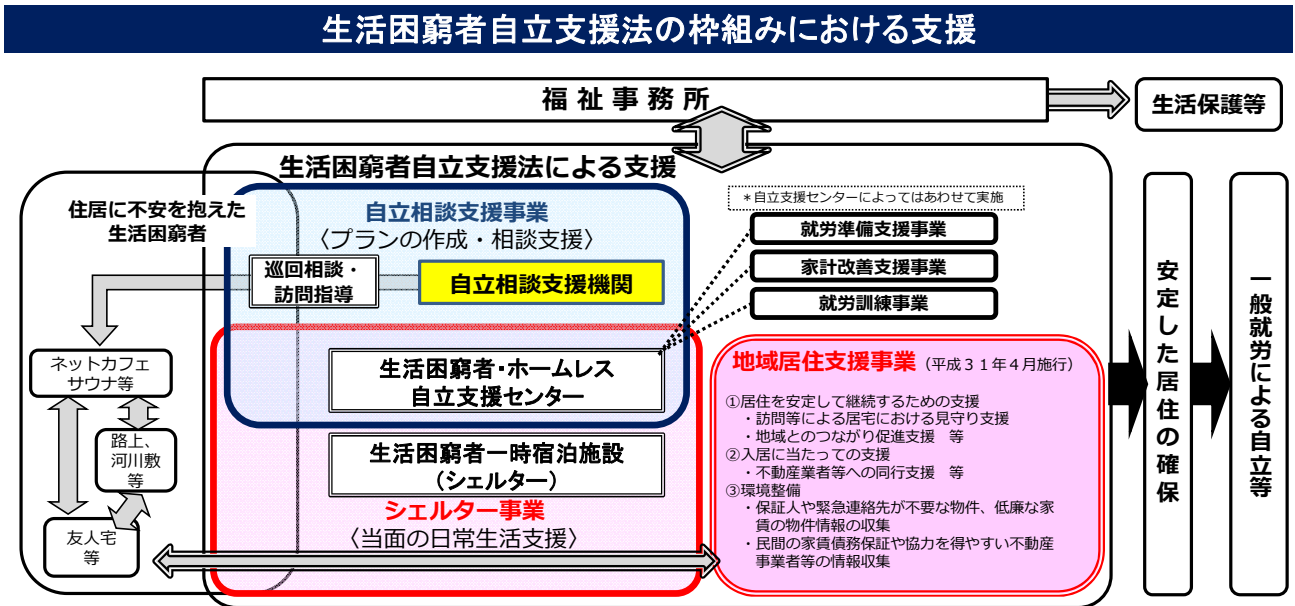 生活困窮者自立支援法の枠組みにおける支援
福祉事務所
生活保護等
生活困窮者自立支援法による支援
住居に不安を抱えた
生活困窮者
自立相談支援事業
〈プランの作成・相談支援〉
巡回相談・
訪問指導
自立相談支援機関
＊自立支援センターによってはあわせて実施
就労準備支援事業
家計改善支援事業
就労訓練事業
ネットカフェ
サウナ等
路上、
河川敷
等
友人宅
等
生活困窮者・ホームレス
自立支援センター
生活困窮者一時宿泊施設
（シェルター）
シェルター事業
〈当面の日常生活支援〉
地域居住支援事業（平成３１年４月施行）
①居住を安定して継続するための支援
・訪問等による居宅における見守り支援
・地域とのつながり促進支援　等
②入居に当たっての支援
・不動産業者等への同行支援　等
③環境整備
・保証人や緊急連絡先が不要な物件、低廉な家
賃の物件情報の収集
・民間の家賃債務保証や協力を得やすい不動産
事業者等の情報収集
安定した居住の確保
一般就労による自立等